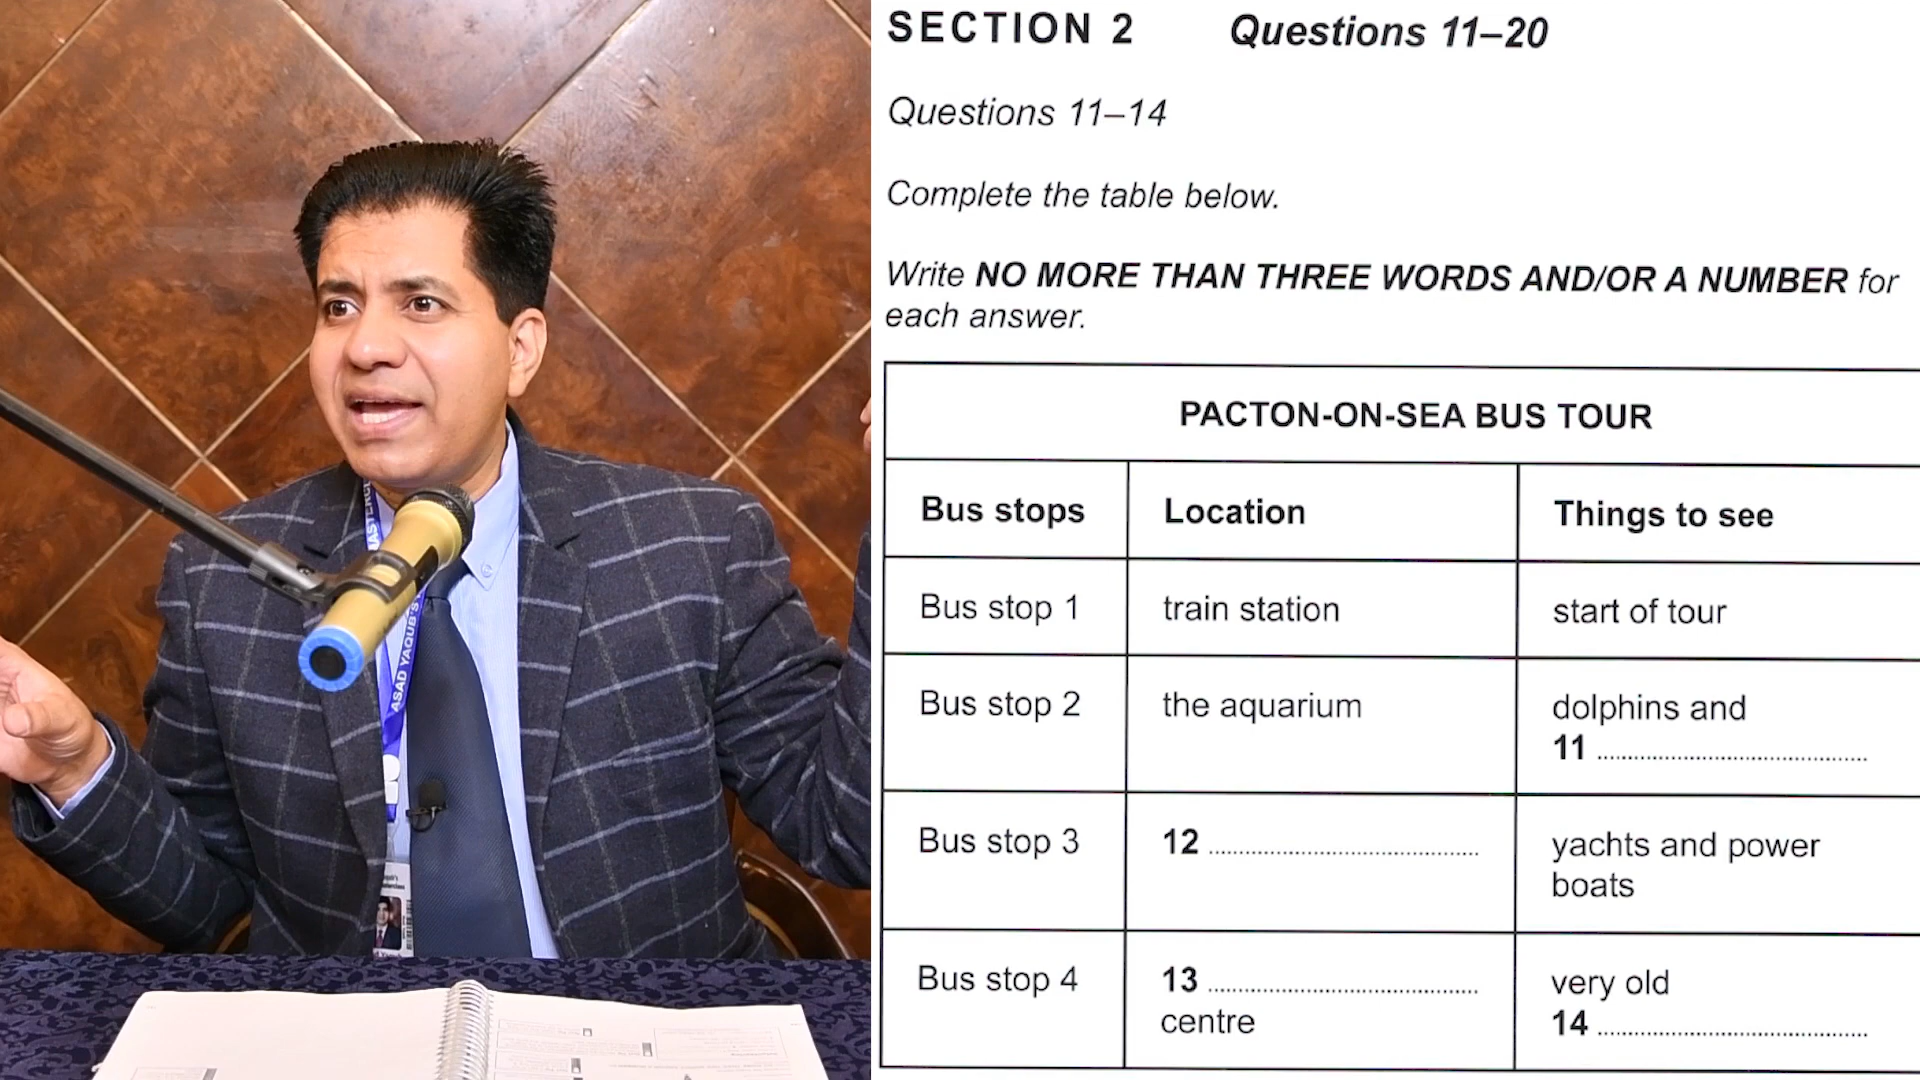 SECTION 2 Questions 11–20
Questions 11–14
Complete the table below.
Write NO MORE THAN THREE WORDS AND/OR A NUMBER for
each answer.
PACTON-ON-SEA BUS TOUR
Bus stops Location Things to see
Bus stop 1 train station start of tour
Bus stop 2 the aquarium dolphins and
11 ....................
Bus stop 3 12 .................... yachts and power
boats
Bus stop 4 13 .................... very old
centre 14 ....................
ASAD YAQUB'S